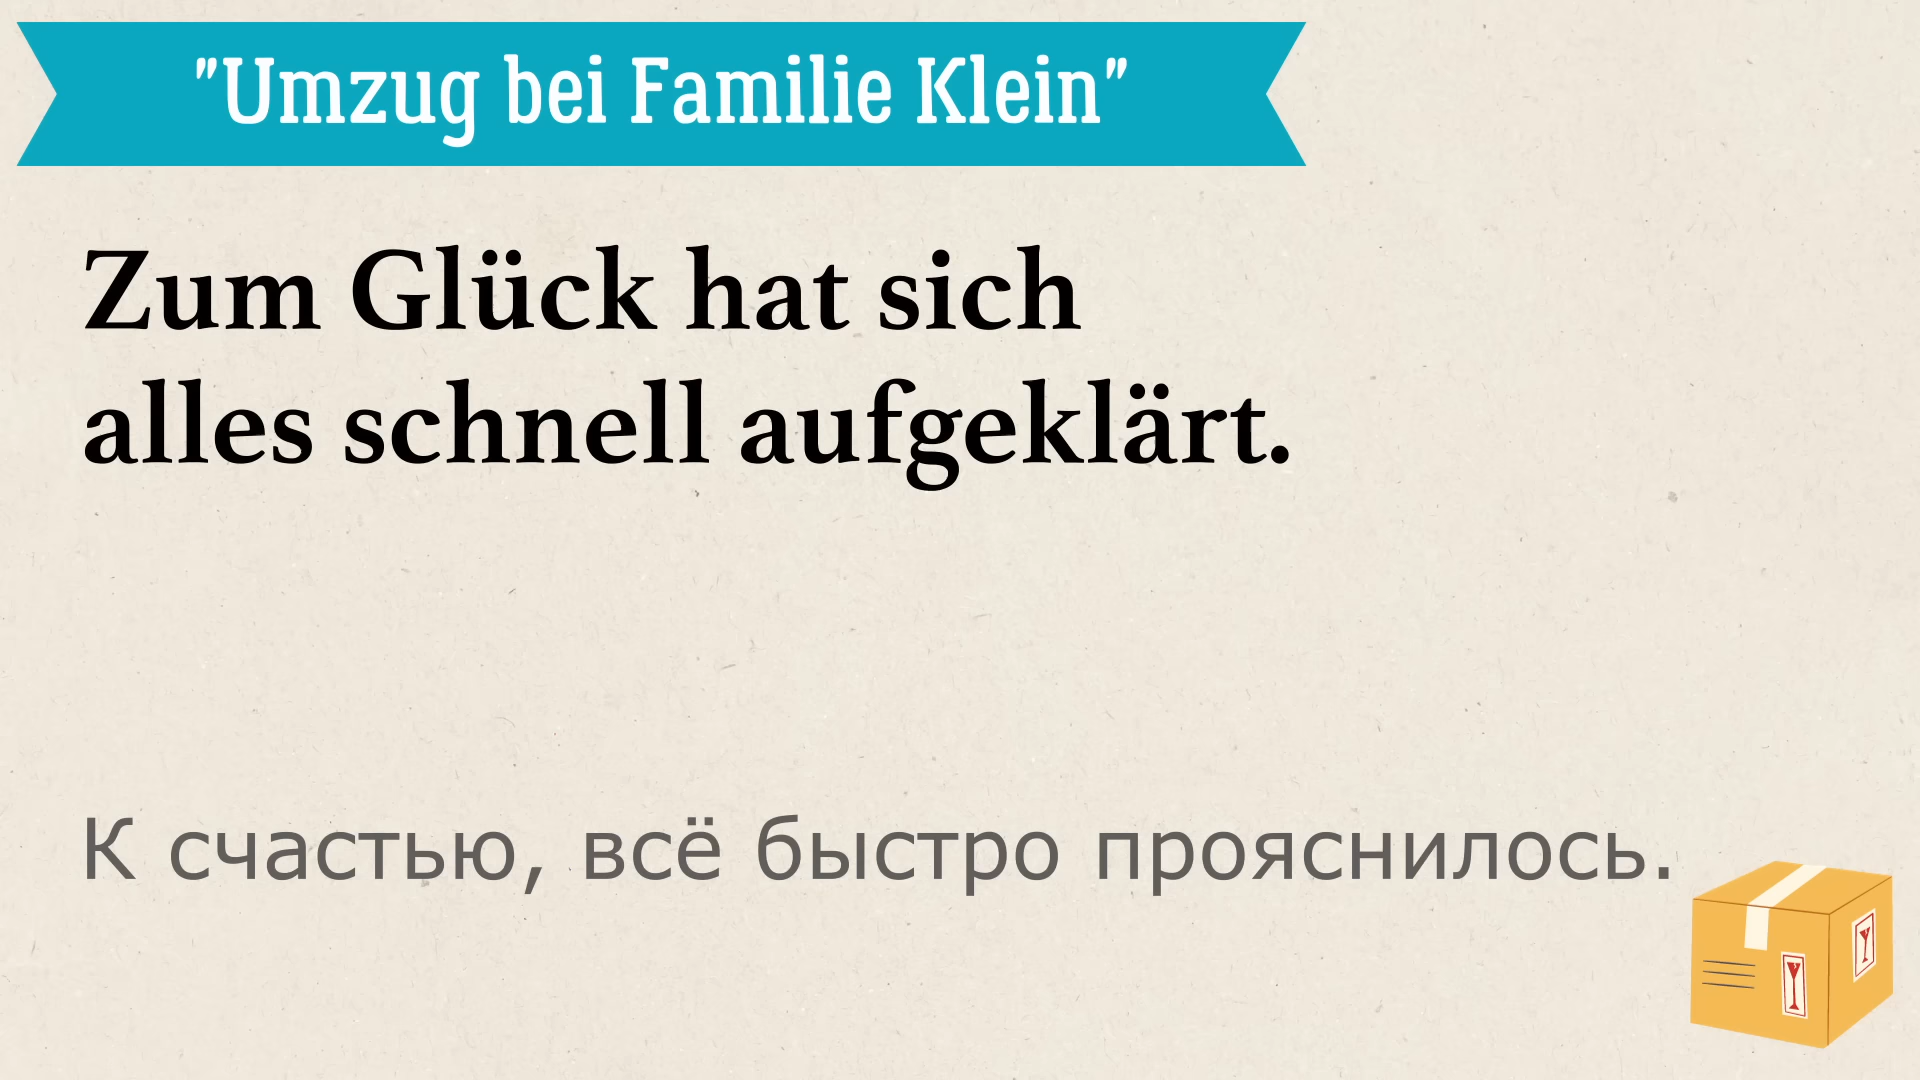 "Umzug bei Familie Klein"
Zum Glück hat sich
alles schnell aufgeklärt.
К счастью, всё быстро прояснилось.